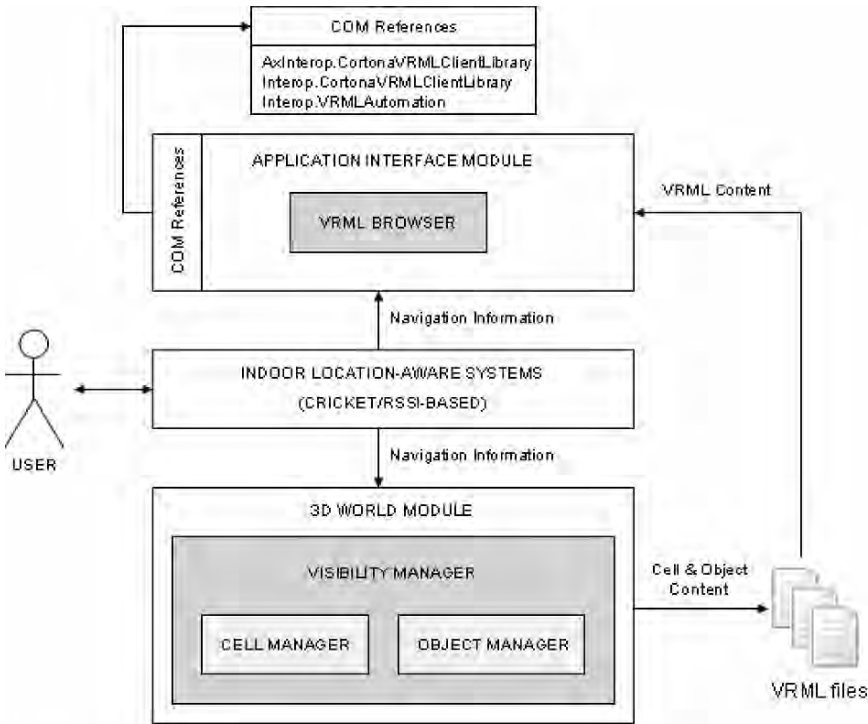 COM References
AxInterop.CortonaVRMLClientLibrary
Interop.CortonaVRMLClientLibrary
Interop.VRMLAutomation
COM References
APPLICATION INTERFACE MODULE
VRML BROWSER
VRML Content
Navigation Information
INDOOR LOCATION-AWARE SYSTEMS
(CRICKET/RSSI-BASED)
USER
Navigation Information
3D WORLD MODULE
VISIBILITY MANAGER
CELL MANAGER
OBJECT MANAGER
Cell & Object
Content
VRML files